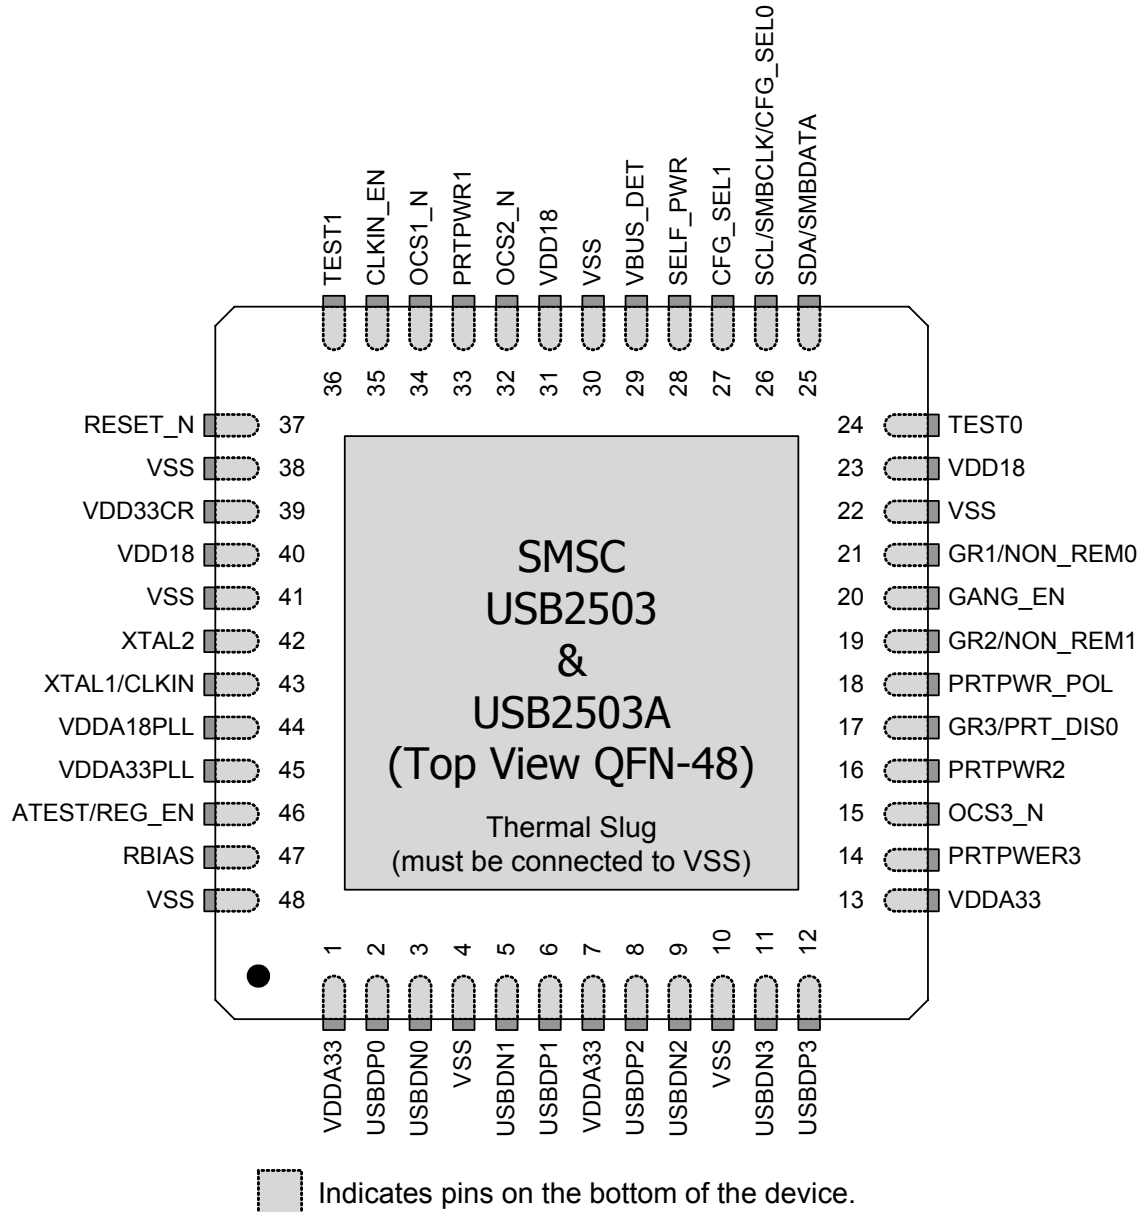 TEST1
CLKIN_EN
OCS1_N
PRTPWR1
OCS2_N
VDD18
VSS
VBUS_DET
SELF_PWR
CFG_SEL1
SCL/SMBCLK/CFG_SEL0
SDA/SMBDATA
36
35
34
33
32
31
30
29
28
27
26
25
RESET_N 37
VSS 38
VDD33CR 39
VDD18 40
VSS 41
XTAL2 42
XTAL1/CLKIN 43
VDDA18PLL 44
VDDA33PLL 45
ATEST/REG_EN 46
RBIAS 47
VSS 48
SMSC
USB2503
&
USB2503A
(Top View QFN-48)
Thermal Slug
(must be connected to VSS)
24 TEST0
23 VDD18
22 VSS
21 GR1/NON_REM0
20 GANG_EN
19 GR2/NON_REM1
18 PRTPWR_POL
17 GR3/PRT_DIS0
16 PRTPWR2
15 OCS3_N
14 PRTPWER3
13 VDDA33
1
2
3
4
5
6
7
8
9
10
11
12
VDDA33
USBDP0
USBDN0
VSS
USBDN1
USBDP1
VDDA33
USBDP2
USBDN2
VSS
USBDN3
USBDP3
Indicates pins on the bottom of the device.